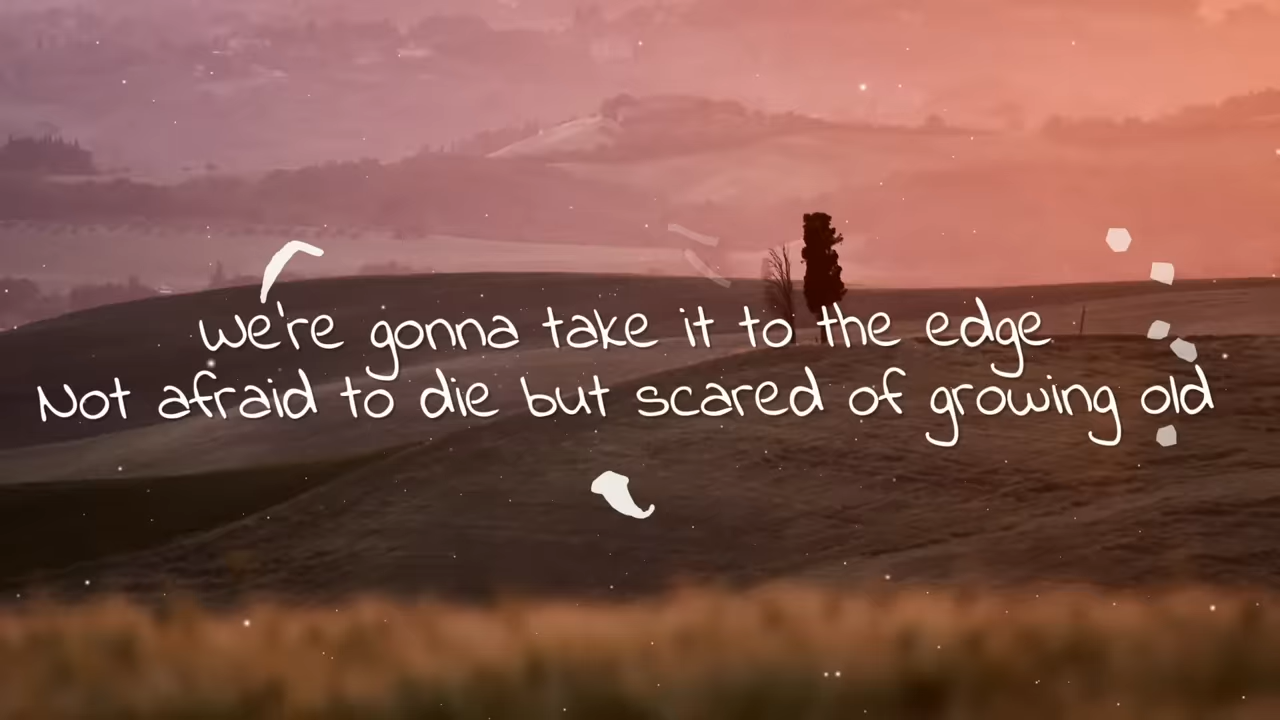 we're gonna take it to the edge
Not afraid to die but scared of growing old